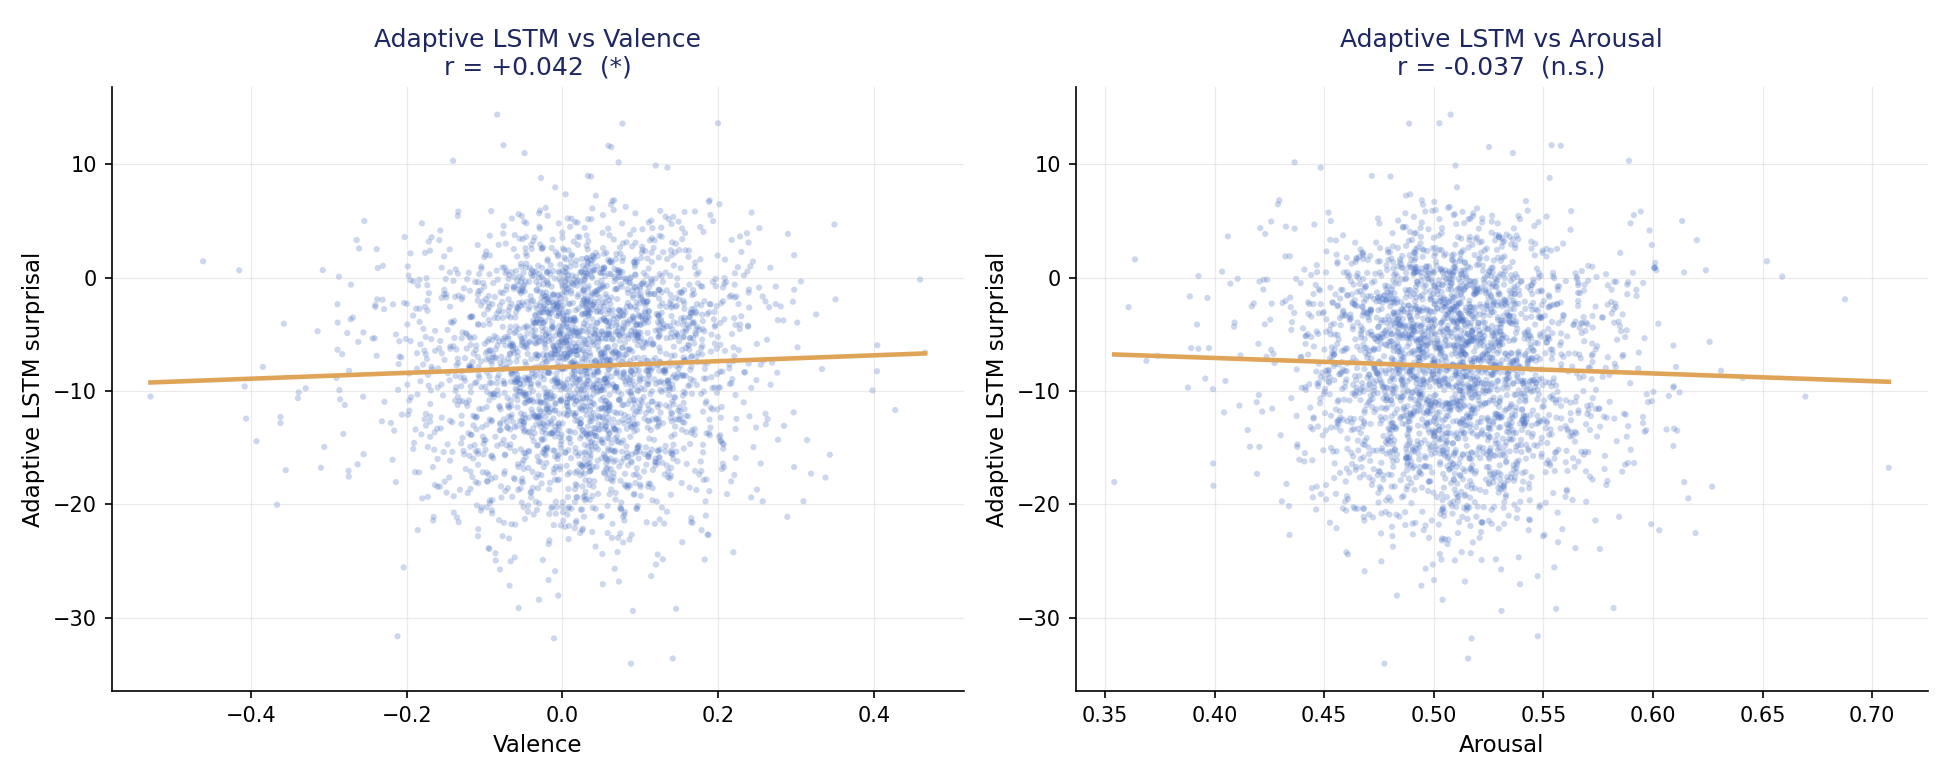 Adaptive LSTM vs Valence
r = +0.042  (*)
Adaptive LSTM surprisal
10
0
−10
−20
−30
−0.4
−0.2
0.0
0.2
0.4
Valence
Adaptive LSTM vs Arousal
r = -0.037  (n.s.)
Adaptive LSTM surprisal
10
0
−10
−20
−30
0.35
0.40
0.45
0.50
0.55
0.60
0.65
0.70
Arousal